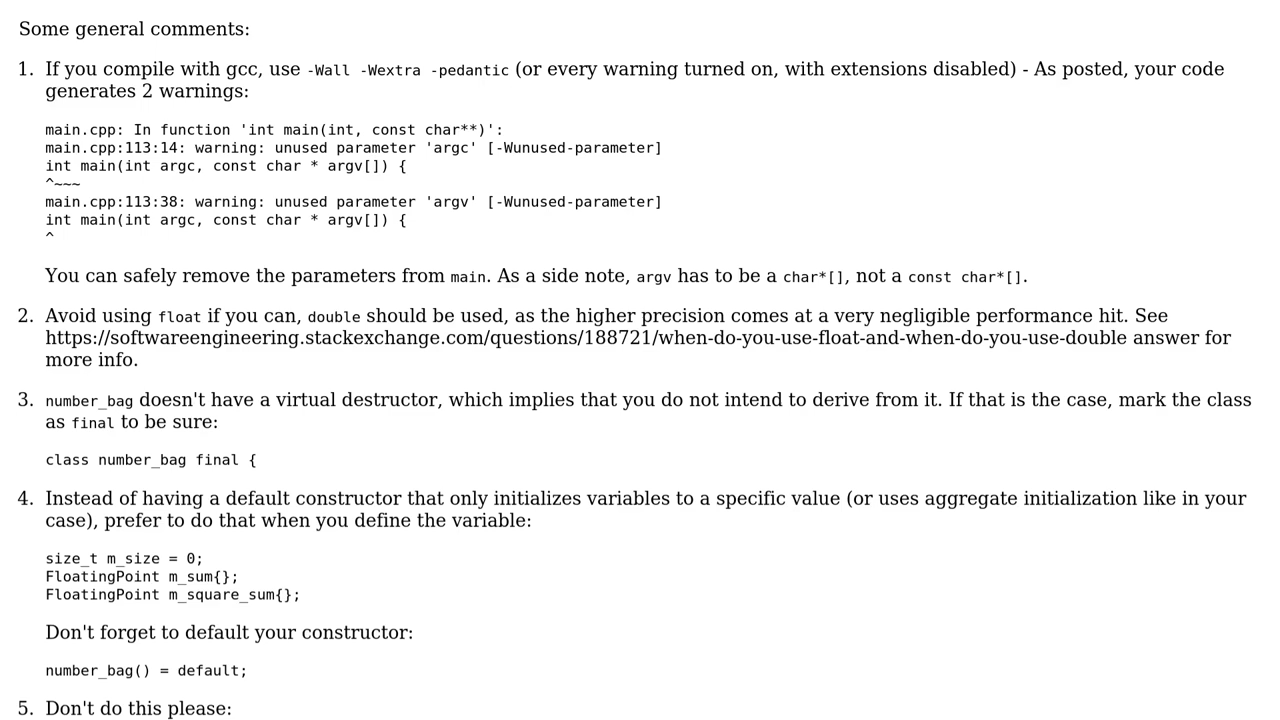 Some general comments:
1. If you compile with gcc, use -Wall -Wextra -pedantic (or every warning turned on, with extensions disabled) - As posted, your code
generates 2 warnings:
main.cpp: In function 'int main(int, const char**)':
main.cpp:113:14: warning: unused parameter 'argc' [-Wunused-parameter]
int main(int argc, const char * argv[]) {
^~~~
main.cpp:113:38: warning: unused parameter 'argv' [-Wunused-parameter]
int main(int argc, const char * argv[]) {
^
You can safely remove the parameters from main. As a side note, argv has to be a char*[], not a const char*[].
2. Avoid using float if you can, double should be used, as the higher precision comes at a very negligible performance hit. See
https://softwareengineering.stackexchange.com/questions/188721/when-do-you-use-float-and-when-do-you-use-double answer for
more info.
3. number_bag doesn't have a virtual destructor, which implies that you do not intend to derive from it. If that is the case, mark the class
as final to be sure:
class number_bag final {
4. Instead of having a default constructor that only initializes variables to a specific value (or uses aggregate initialization like in your
case), prefer to do that when you define the variable:
size_t m_size = 0;
FloatingPoint m_sum{};
FloatingPoint m_square_sum{};
Don't forget to default your constructor:
number_bag() = default;
5. Don't do this please: